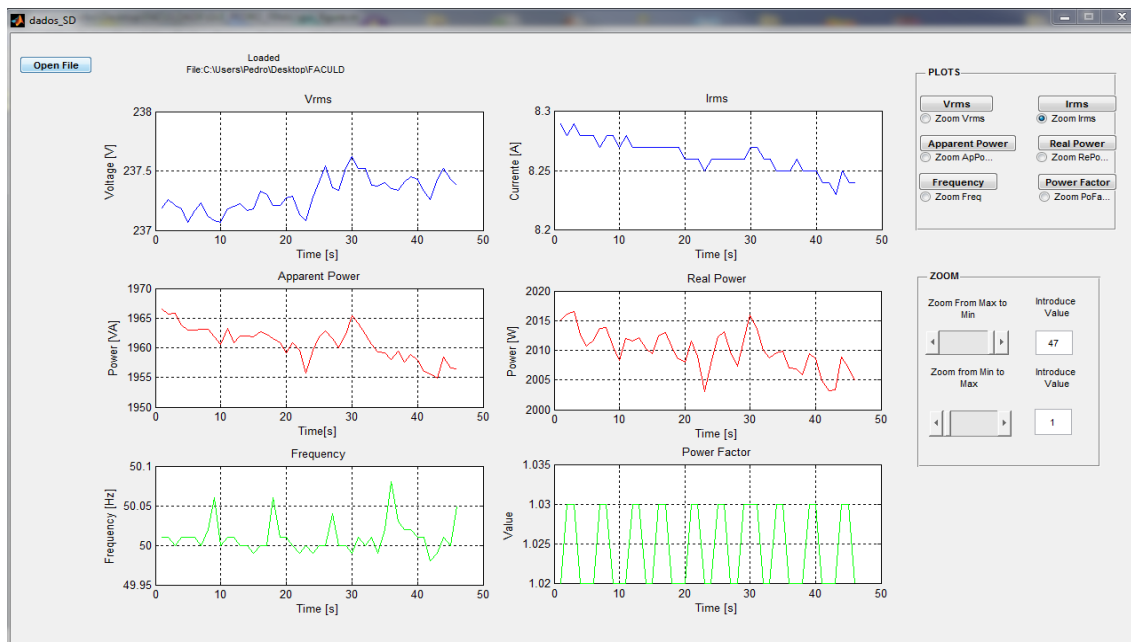 dados_SD
Open File
Loaded
File:C:\Users\Pedro\Desktop\FACULD
Vrms
238
237.5
237
Voltage [V]
0 10 20 30 40 50
Time [s]
Irms
8.3
8.25
8.2
Currente [A]
0 10 20 30 40 50
Time [s]
Apparent Power
1970
1965
1960
1955
1950
Power [VA]
0 10 20 30 40 50
Time[s]
Real Power
2020
2015
2010
2005
2000
Power [W]
0 10 20 30 40 50
Time [s]
Frequency
50.1
50.05
50
49.95
Frequency [Hz]
0 10 20 30 40 50
Time [s]
Power Factor
1.035
1.03
1.025
1.02
Value
0 10 20 30 40 50
Time [s]
PLOTS
Vrms Irms
Zoom Vrms Zoom Irms
Apparent Power Real Power
Zoom ApPo... Zoom RePo...
Frequency Power Factor
Zoom Freq Zoom PoFa...
ZOOM
Zoom From Max to
Min
Introduce
Value
47
Zoom from Min to
Max
Introduce
Value
1